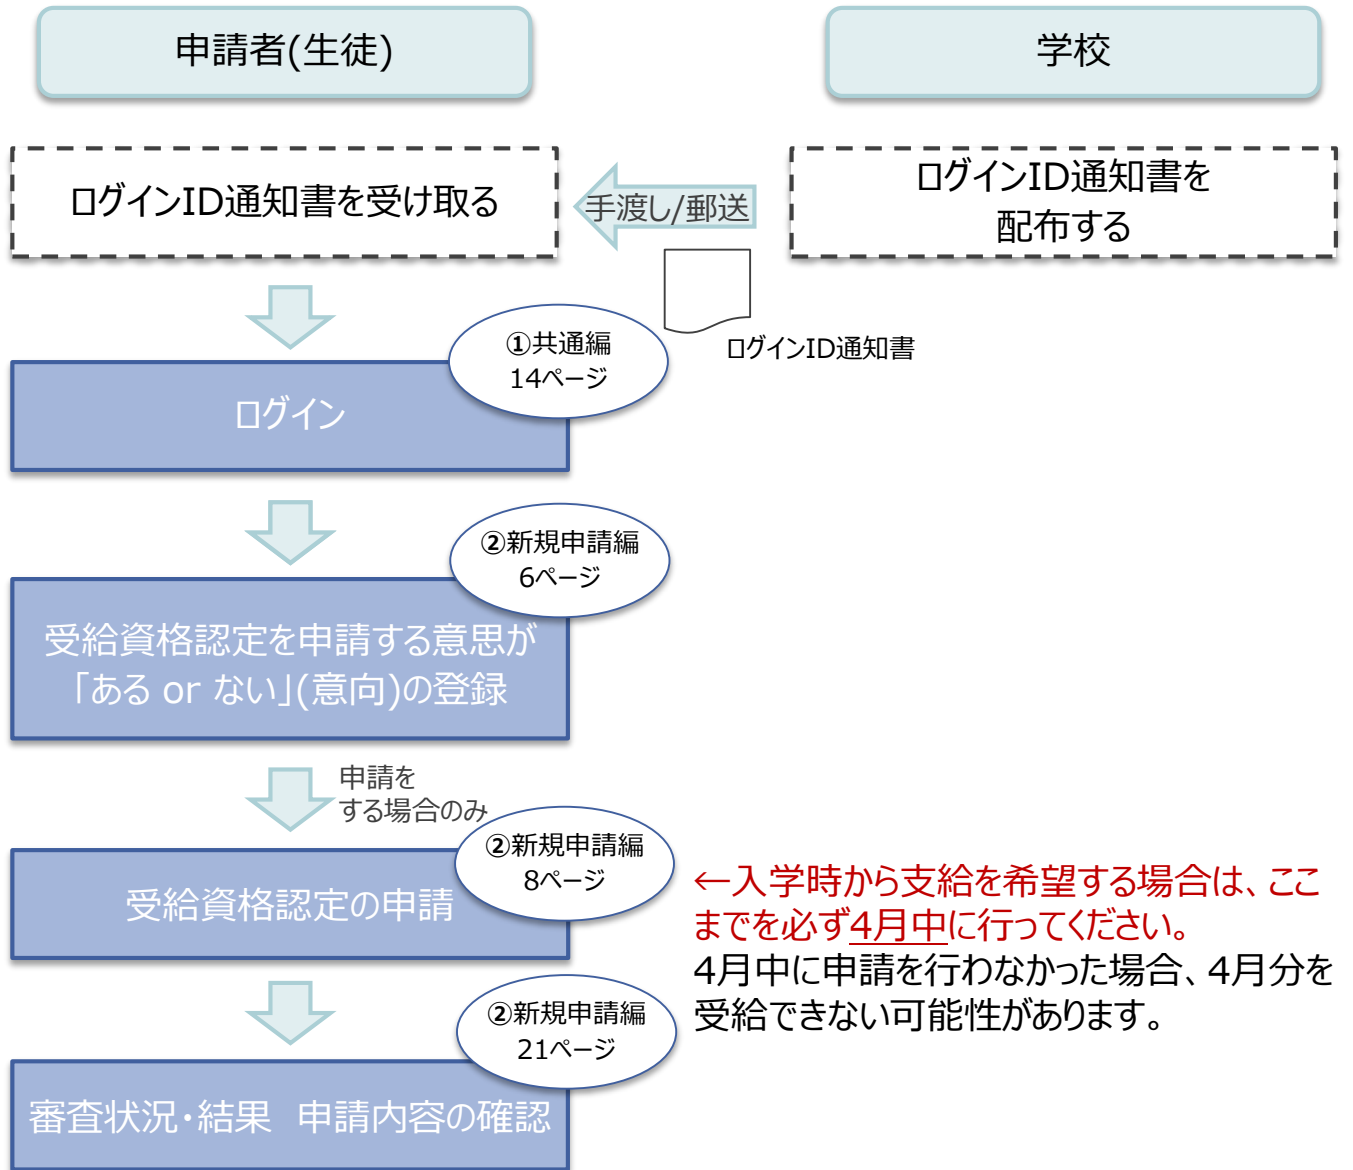 申請者(生徒)
学校
ログインID通知書を受け取る
手渡し/郵送
ログインID通知書を
配布する
ログインID通知書
①共通編
14ページ
ログイン
②新規申請編
6ページ
受給資格認定を申請する意思が
「ある or ない」(意向)の登録
申請を
する場合のみ
②新規申請編
8ページ
受給資格認定の申請
←入学時から支給を希望する場合は、ここ
までを必ず4月中に行ってください。
4月中に申請を行わなかった場合、4月分を
受給できない可能性があります。
②新規申請編
21ページ
審査状況・結果　申請内容の確認